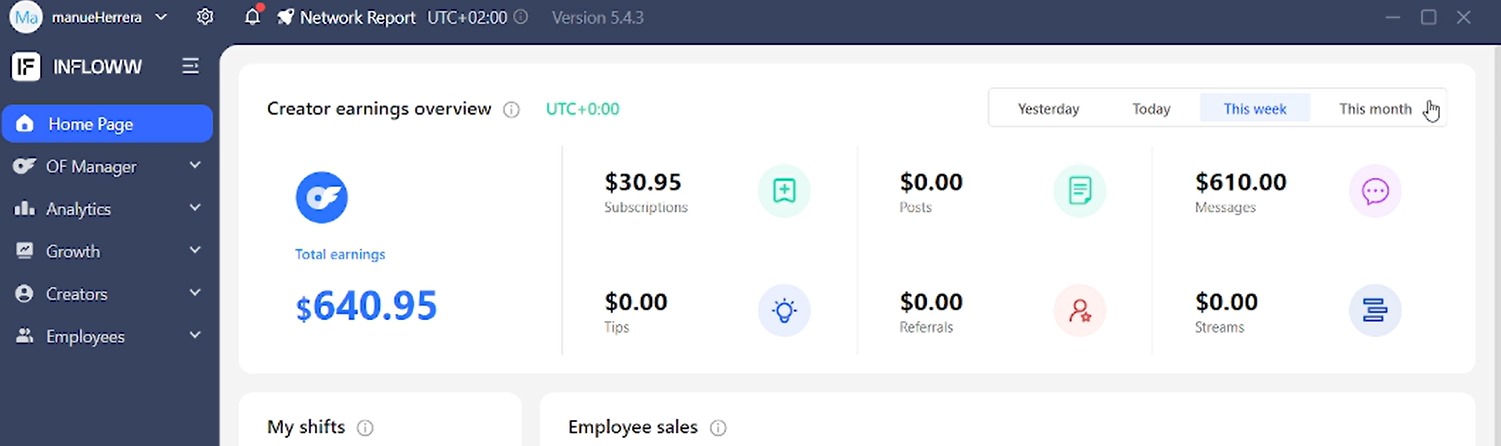 Ma manueHerrera Network Report UTC+02:00 Version 5.4.3
IF INFLOWW
Home Page
OF Manager
Analytics
Growth
Creators
Employees
Creator earnings overview UTC+0:00 Yesterday Today This week This month
Total earnings
$640.95
$30.95
Subscriptions
$0.00
Posts
$610.00
Messages
$0.00
Tips
$0.00
Referrals
$0.00
Streams
My shifts
Employee sales